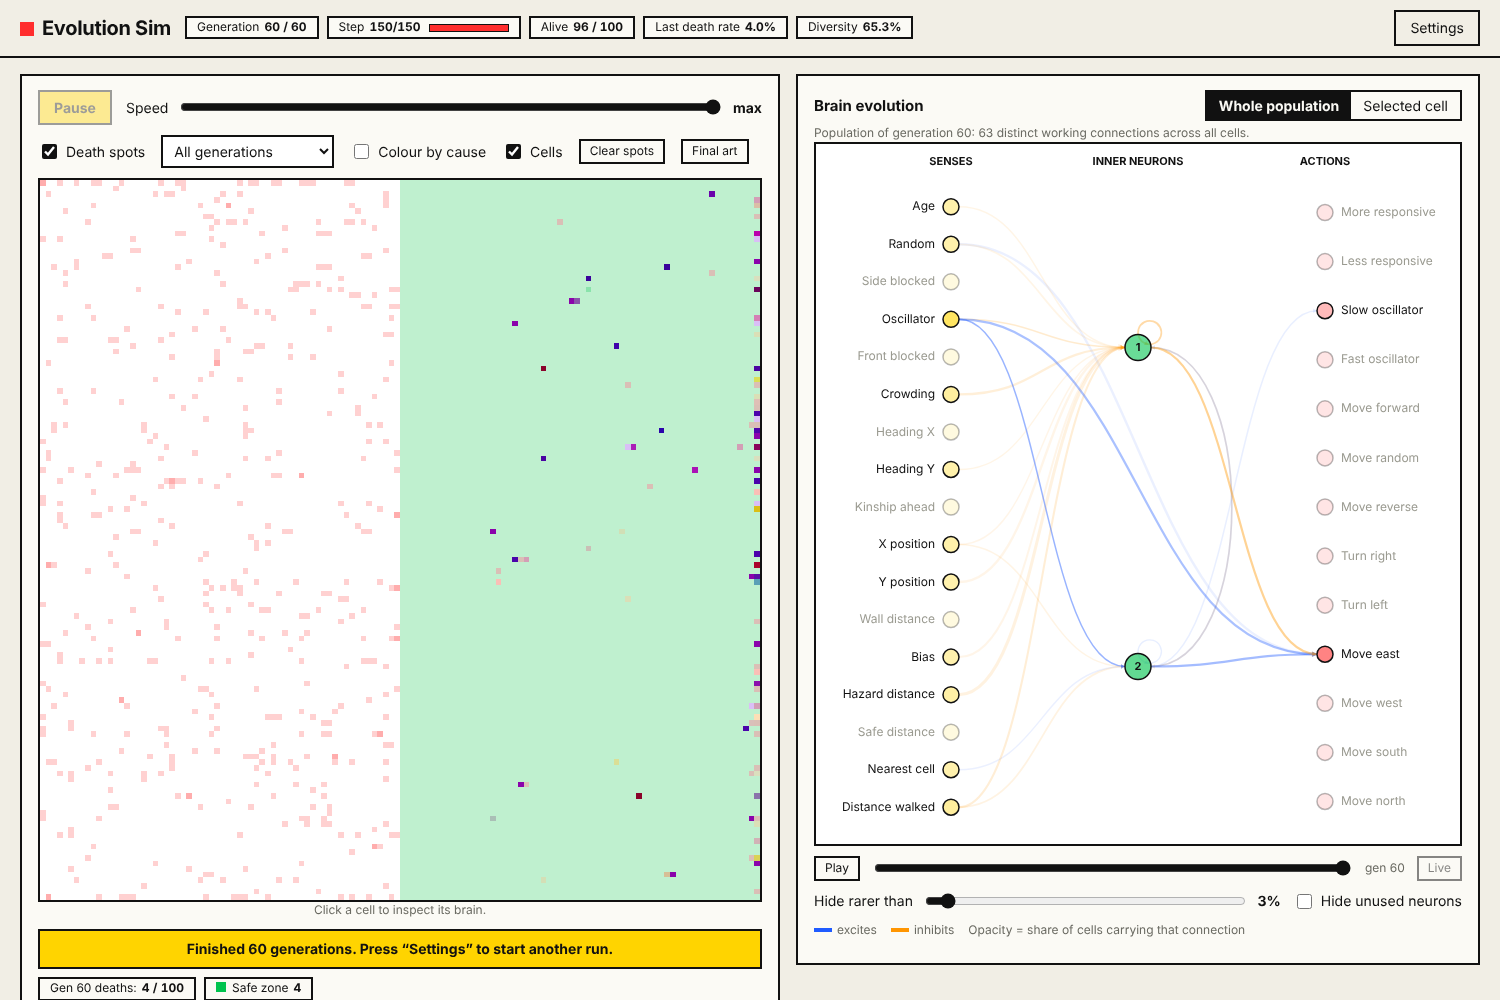 Evolution Sim
Generation 60 / 60
Step 150/150
Alive 96 / 100
Last death rate 4.0%
Diversity 65.3%
Settings
Pause
Speed
max
Death spots
All generations
Colour by cause
Cells
Clear spots
Final art
Click a cell to inspect its brain.
Finished 60 generations. Press “Settings” to start another run.
Gen 60 deaths: 4 / 100
Safe zone 4
Brain evolution
Whole population
Selected cell
Population of generation 60: 63 distinct working connections across all cells.
SENSES
INNER NEURONS
ACTIONS
Age
Random
Side blocked
Oscillator
Front blocked
Crowding
Heading X
Heading Y
Kinship ahead
X position
Y position
Wall distance
Bias
Hazard distance
Safe distance
Nearest cell
Distance walked
1
2
More responsive
Less responsive
Slow oscillator
Fast oscillator
Move forward
Move random
Move reverse
Turn right
Turn left
Move east
Move west
Move south
Move north
Play
gen 60
Live
Hide rarer than
3%
Hide unused neurons
excites
inhibits
Opacity = share of cells carrying that connection